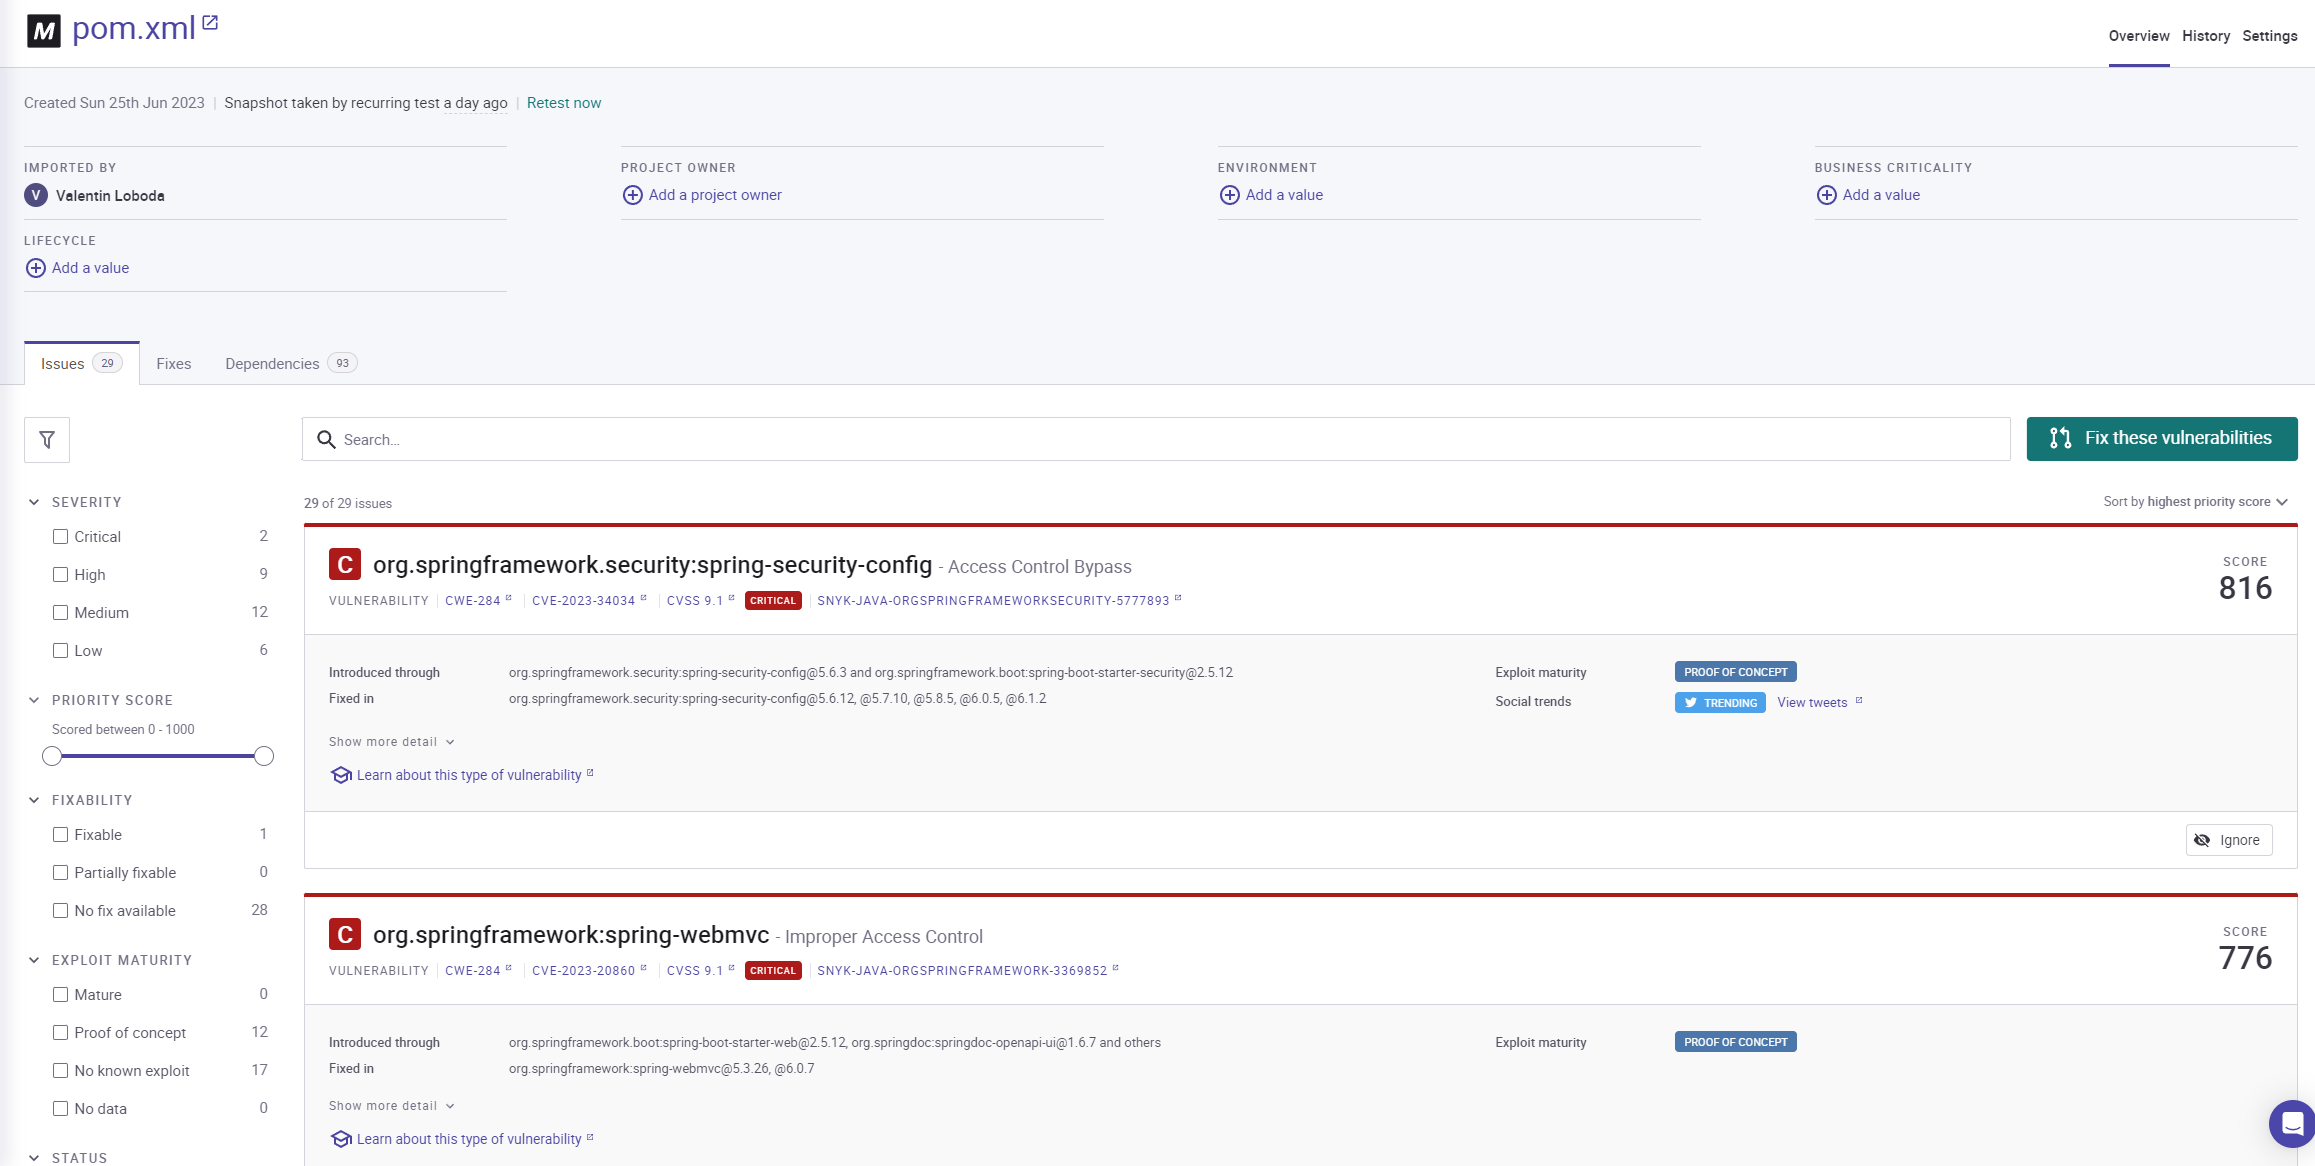 M pom.xml
Overview History Settings
Created Sun 25th Jun 2023 | Snapshot taken by recurring test a day ago | Retest now
IMPORTED BY
V Valentin Loboda
PROJECT OWNER
Add a project owner
ENVIRONMENT
Add a value
BUSINESS CRITICALITY
Add a value
LIFECYCLE
Add a value
Issues 29 Fixes Dependencies 93
Search...
Fix these vulnerabilities
SEVERITY
Critical 2
High 9
Medium 12
Low 6
PRIORITY SCORE
Scored between 0 - 1000
FIXABILITY
Fixable 1
Partially fixable 0
No fix available 28
EXPLOIT MATURITY
Mature 0
Proof of concept 12
No known exploit 17
No data 0
STATUS
29 of 29 issues
Sort by highest priority score
C org.springframework.security:spring-security-config - Access Control Bypass
VULNERABILITY | CWE-284 | CVE-2023-34034 | CVSS 9.1 CRITICAL | SNYK-JAVA-ORGSPRINGFRAMEWORKSECURITY-5777893
SCORE
816
Introduced through org.springframework.security:spring-security-config@5.6.3 and org.springframework.boot:spring-boot-starter-security@2.5.12
Fixed in org.springframework.security:spring-security-config@5.6.12, @5.7.10, @5.8.5, @6.0.5, @6.1.2
Exploit maturity PROOF OF CONCEPT
Social trends TRENDING View tweets
Show more detail
Learn about this type of vulnerability
Ignore
C org.springframework:spring-webmvc - Improper Access Control
VULNERABILITY | CWE-284 | CVE-2023-20860 | CVSS 9.1 CRITICAL | SNYK-JAVA-ORGSPRINGFRAMEWORK-3369852
SCORE
776
Introduced through org.springframework.boot:spring-boot-starter-web@2.5.12, org.springdoc:springdoc-openapi-ui@1.6.7 and others
Fixed in org.springframework:spring-webmvc@5.3.26, @6.0.7
Exploit maturity PROOF OF CONCEPT
Show more detail
Learn about this type of vulnerability